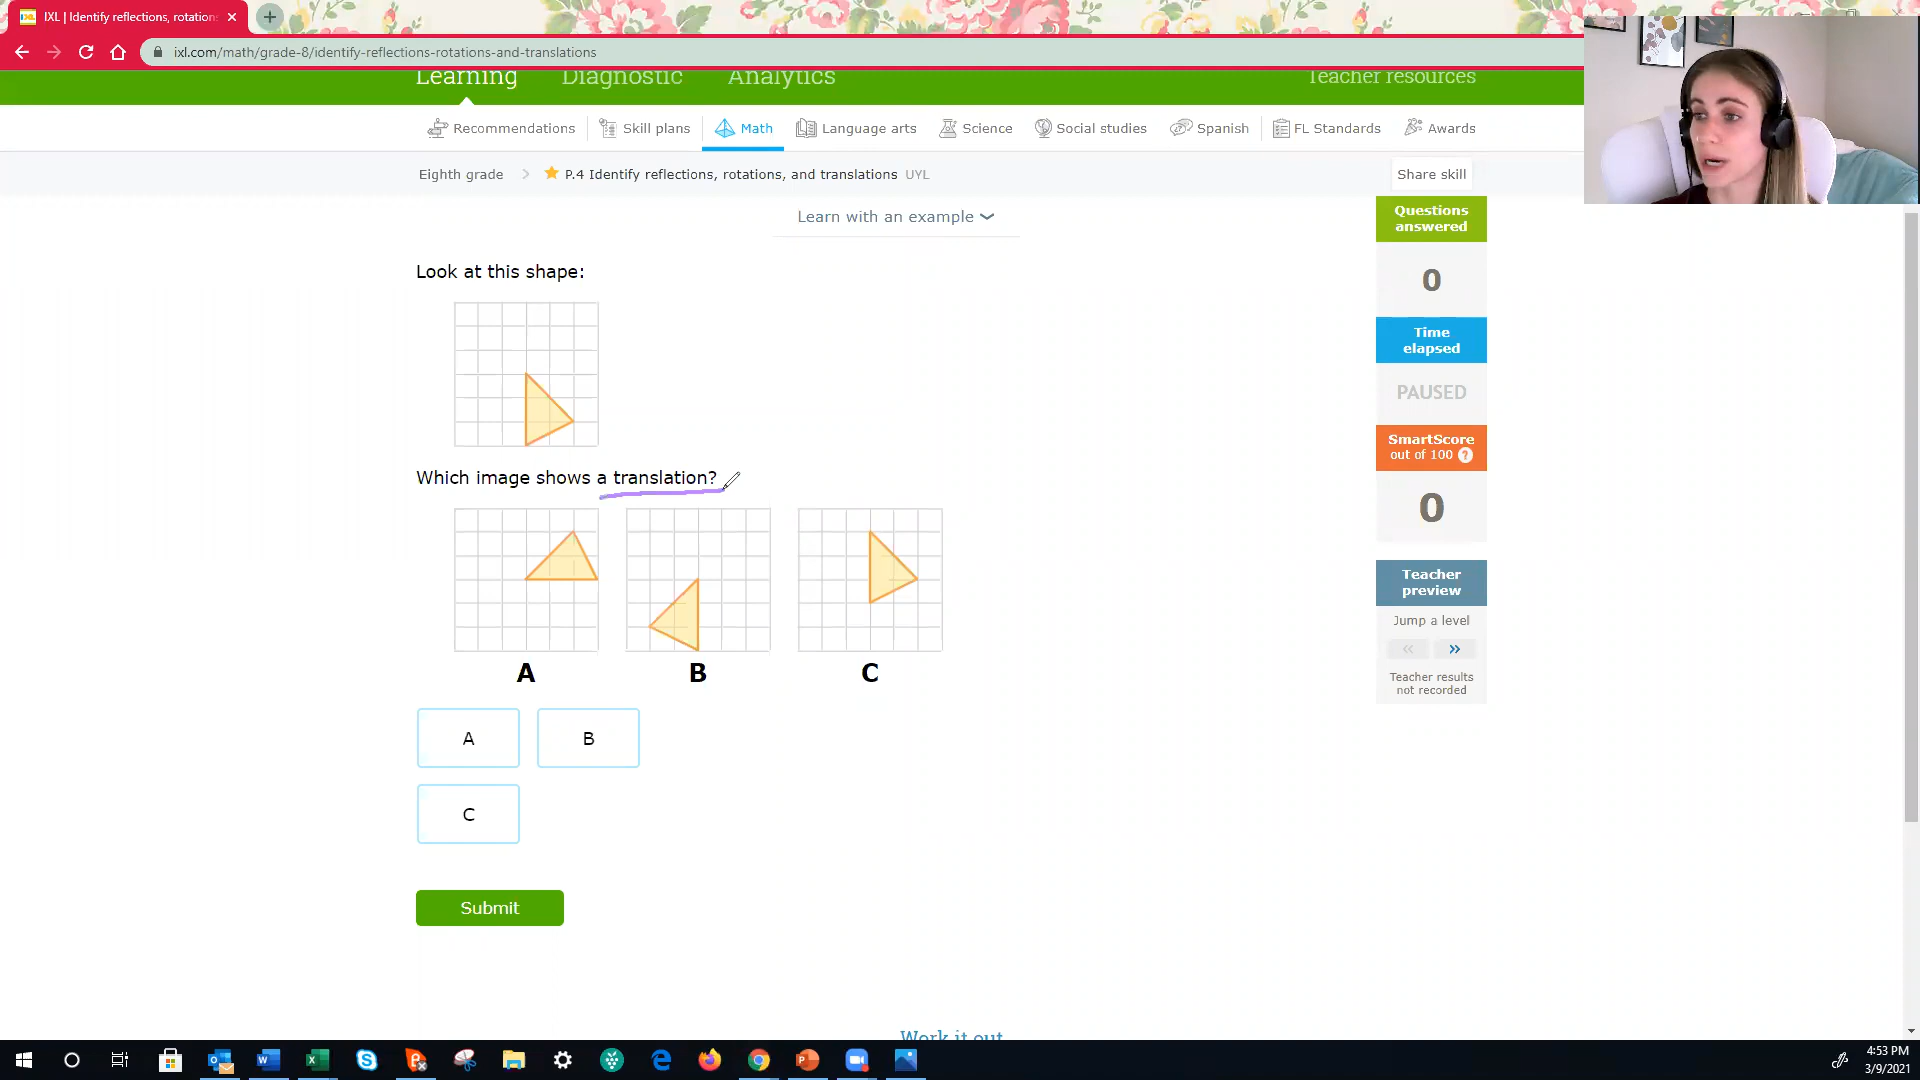 IXL | Identify reflections, rotation
ixl.com/math/grade-8/identify-reflections-rotations-and-translations
Learning Diagnostic Analytics Teacher resources
Recommendations Skill plans Math Language arts Science Social studies Spanish FL Standards Awards
Eighth grade > P.4 Identify reflections, rotations, and translations UYL
Share skill
Learn with an example
Look at this shape:
Which image shows a translation?
A B C
A B
C
Submit
Work it out
Questions
answered
0
Time
elapsed
PAUSED
SmartScore
out of 100 ?
0
Teacher
preview
Jump a level
« »
Teacher results
not recorded
4:53 PM
3/9/2021